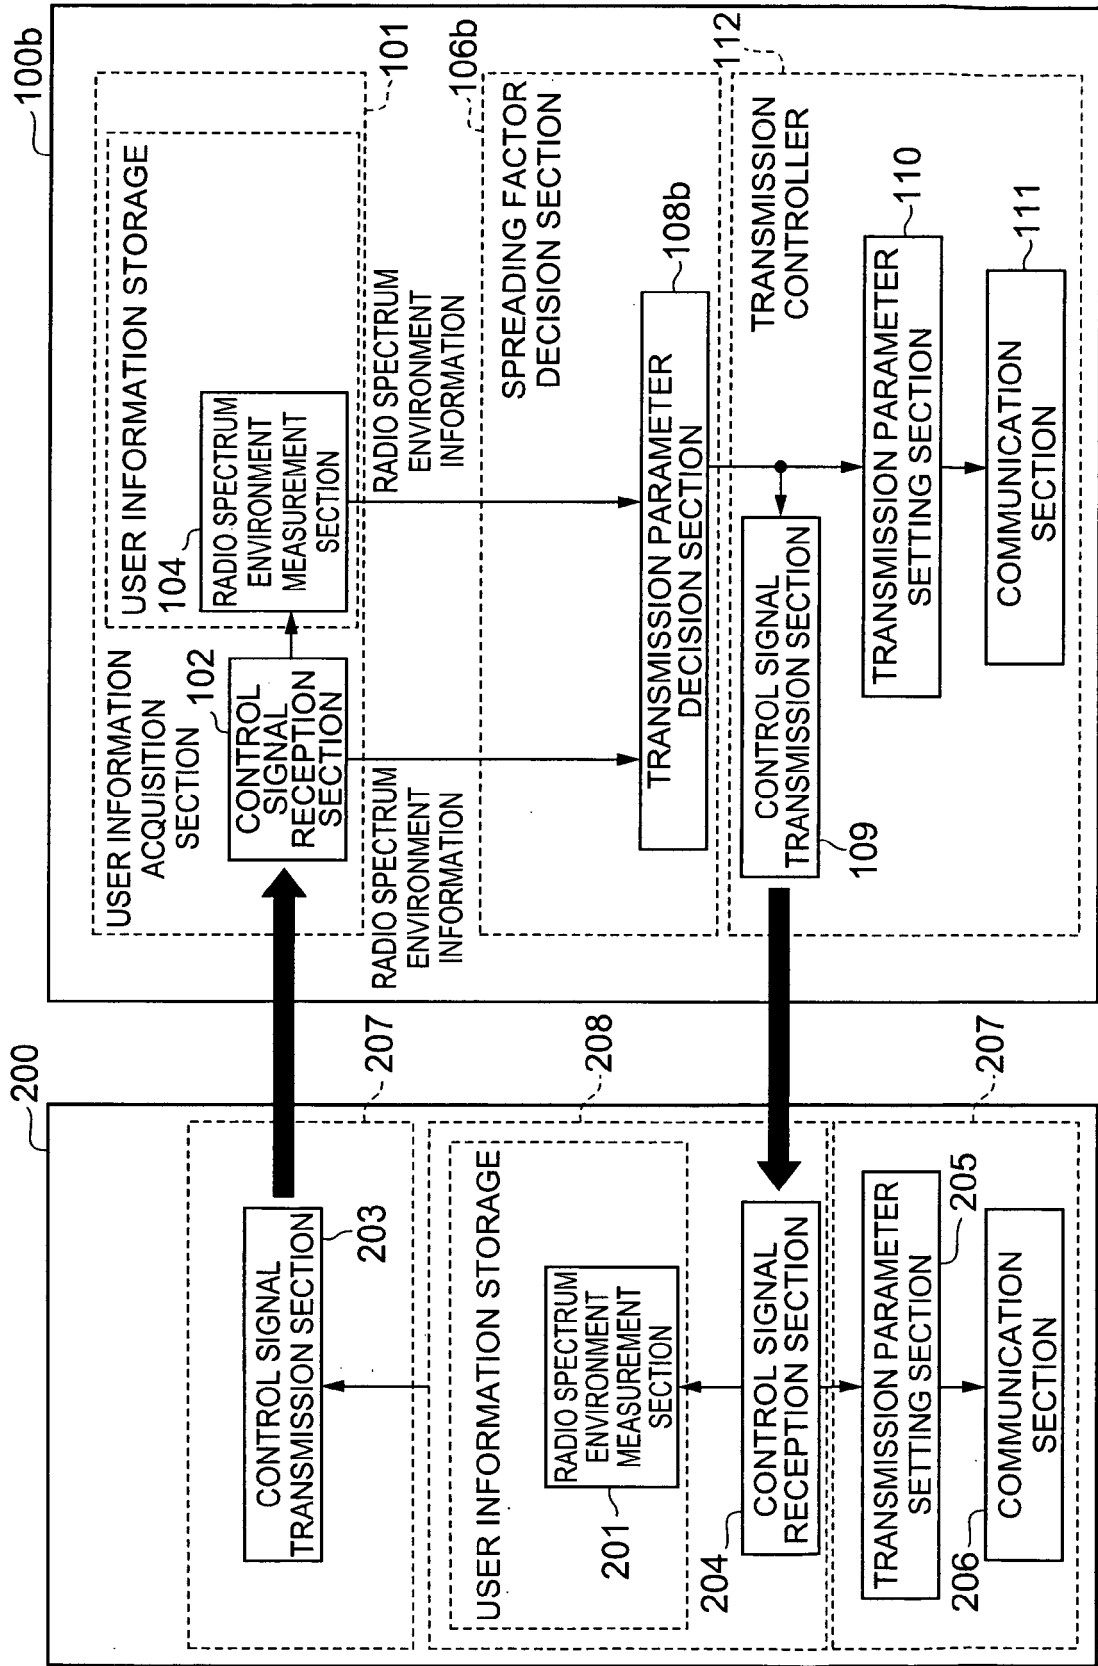 200
207
CONTROL SIGNAL
TRANSMISSION SECTION
203
208
USER INFORMATION STORAGE
RADIO SPECTRUM
ENVIRONMENT
MEASUREMENT
SECTION
201
CONTROL SIGNAL
RECEPTION SECTION
204
207
TRANSMISSION PARAMETER
SETTING SECTION
205
COMMUNICATION
SECTION
206
100b
101
USER INFORMATION
ACQUISITION
SECTION
USER INFORMATION STORAGE
102
CONTROL
SIGNAL
RECEPTION
SECTION
104
RADIO SPECTRUM
ENVIRONMENT
MEASUREMENT
SECTION
RADIO SPECTRUM
ENVIRONMENT
INFORMATION
RADIO SPECTRUM
ENVIRONMENT
INFORMATION
106b
SPREADING FACTOR
DECISION SECTION
TRANSMISSION PARAMETER
DECISION SECTION
108b
112
TRANSMISSION
CONTROLLER
CONTROL SIGNAL
TRANSMISSION SECTION
109
TRANSMISSION PARAMETER
SETTING SECTION
110
COMMUNICATION
SECTION
111